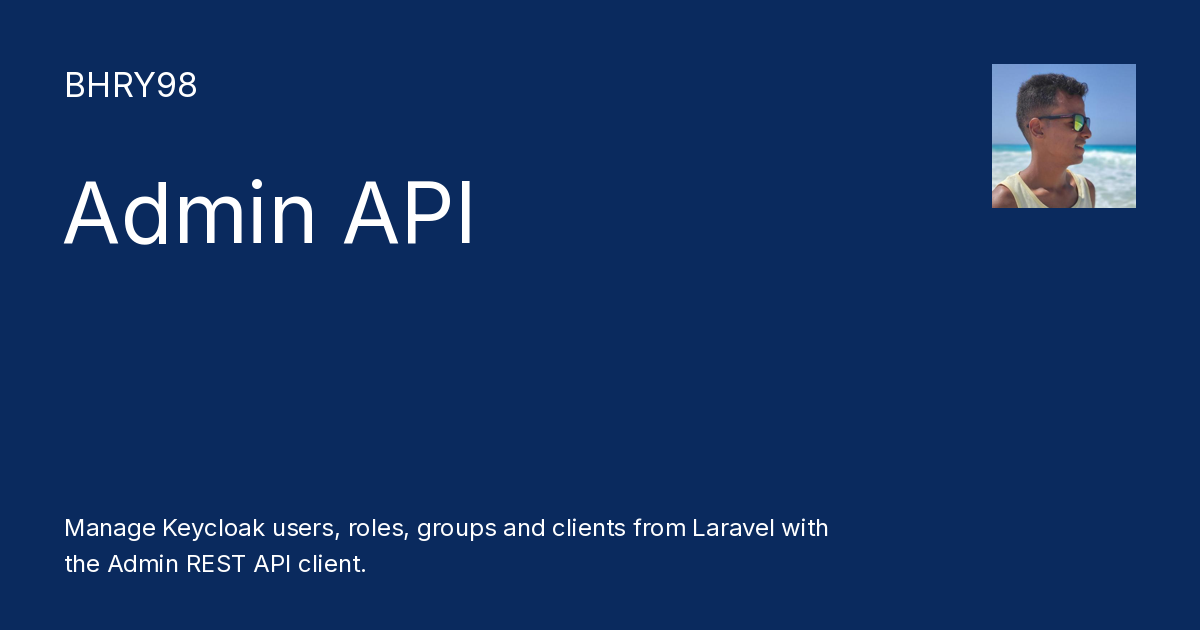 BHRY98
Admin API
Manage Keycloak users, roles, groups and clients from Laravel with
the Admin REST API client.